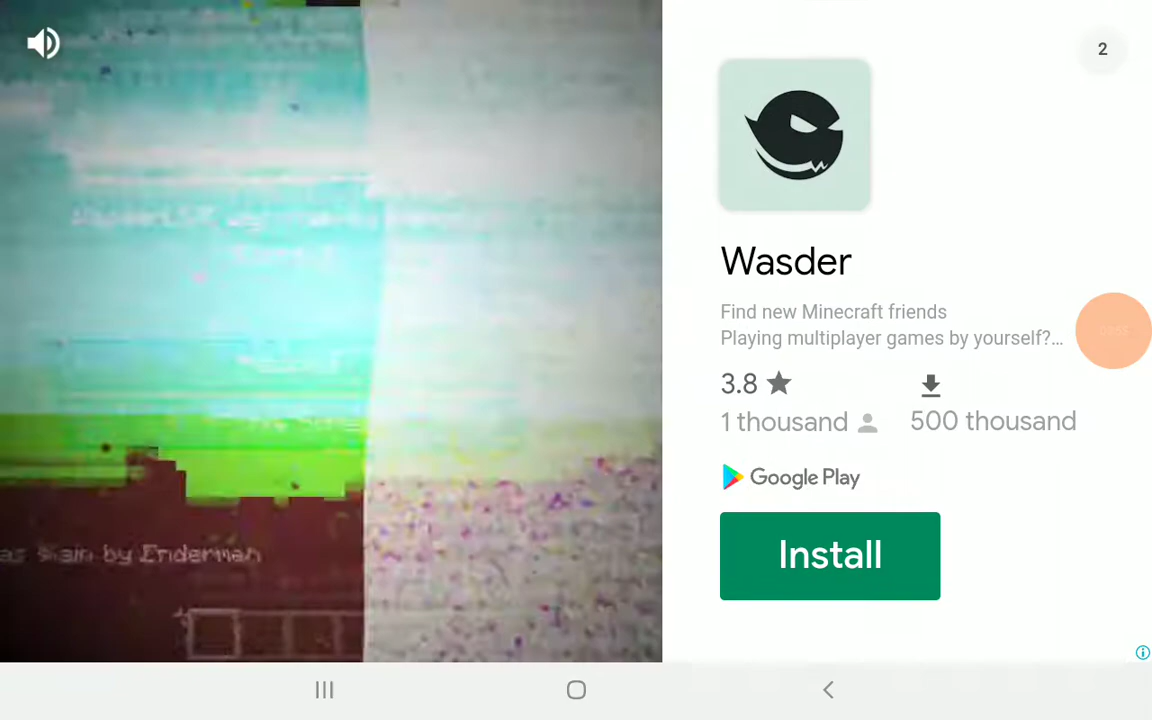 2
Wasder
Find new Minecraft friends
Playing multiplayer games by yourself?...
3.8
1 thousand
500 thousand
Google Play
Install
by Enderman